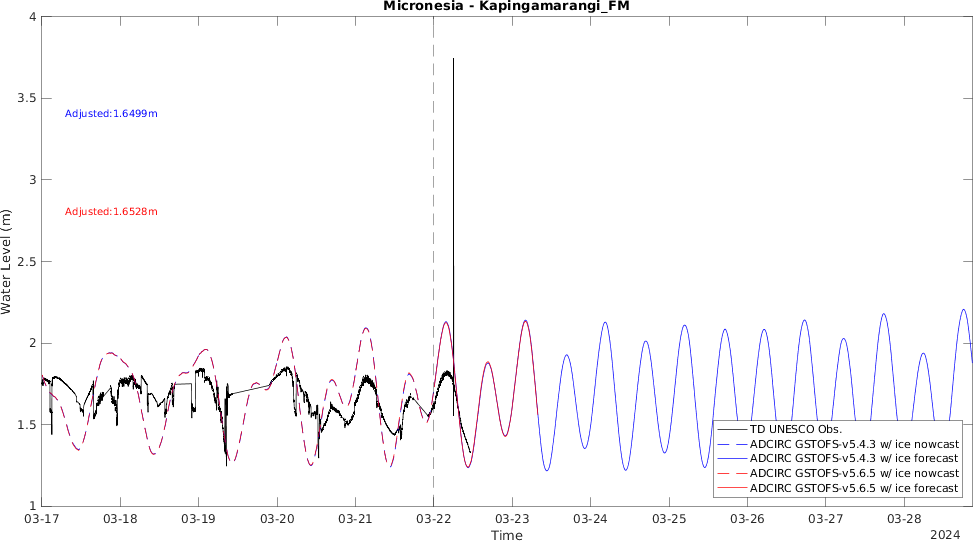 Micronesia - Kapingamarangi_FM
Water Level (m)
4
3.5
3
2.5
2
1.5
1
Adjusted:1.6499m
Adjusted:1.6528m
TD UNESCO Obs.
ADCIRC GSTOFS-v5.4.3 w/ ice nowcast
ADCIRC GSTOFS-v5.4.3 w/ ice forecast
ADCIRC GSTOFS-v5.6.5 w/ ice nowcast
ADCIRC GSTOFS-v5.6.5 w/ ice forecast
03-17 03-18 03-19 03-20 03-21 03-22 03-23 03-24 03-25 03-26 03-27 03-28
Time
2024